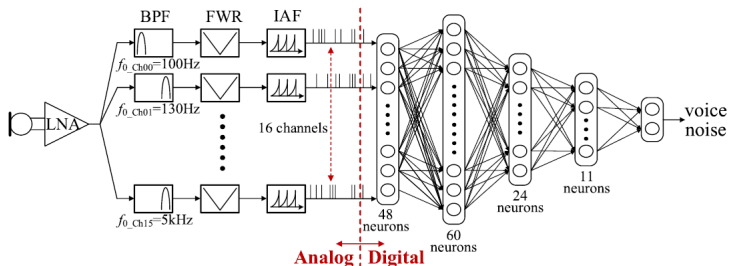 BPF FWR IAF
f0_Ch00=100Hz
f0_Ch01=130Hz
LNA
16 channels
f0_Ch15=5kHz
48
neurons
60
neurons
24
neurons
11
neurons
voice
noise
Analog Digital